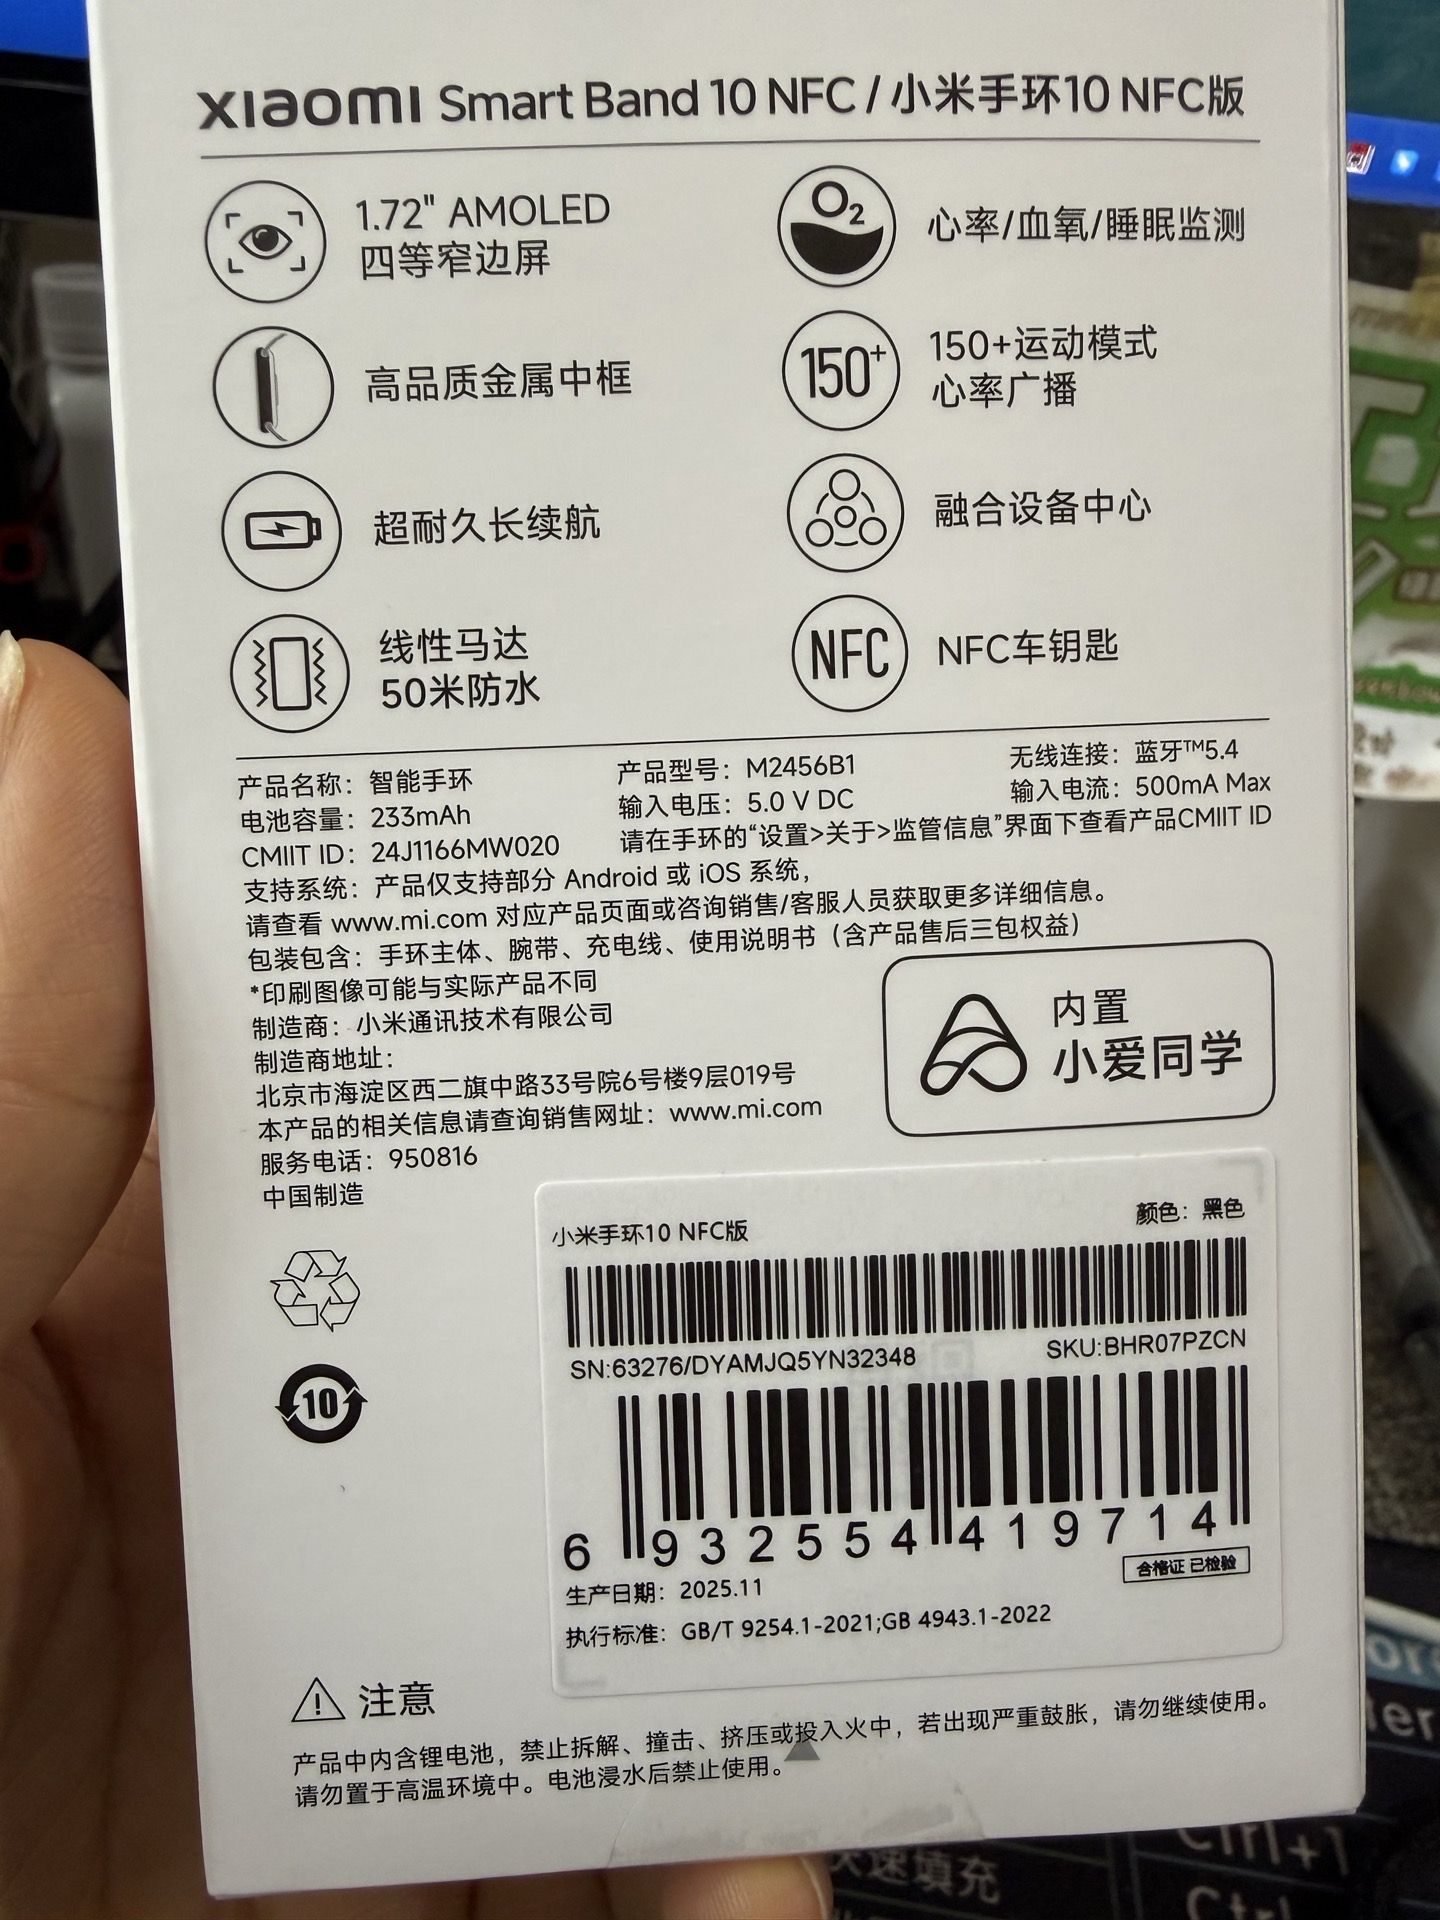 xiaomi Smart Band 10 NFC / 小米手环10 NFC版
1.72" AMOLED
四等窄边屏
O2
心率/血氧/睡眠监测
高品质金属中框
150+
150+运动模式
心率广播
超耐久长续航
融合设备中心
线性马达
50米防水
NFC
NFC车钥匙
产品名称：智能手环 产品型号：M2456B1 无线连接：蓝牙™5.4
电池容量：233mAh 输入电压：5.0 V DC 输入电流：500mA Max
CMIIT ID：24J1166MW020 请在手环的“设置>关于>监管信息”界面下查看产品CMIIT ID
支持系统：产品仅支持部分 Android 或 iOS 系统，
请查看 www.mi.com 对应产品页面或咨询销售/客服人员获取更多详细信息。
包装包含：手环主体、腕带、充电线、使用说明书（含产品售后三包权益）
*印刷图像可能与实际产品不同
制造商：小米通讯技术有限公司
制造商地址：
北京市海淀区西二旗中路33号院6号楼9层019号
本产品的相关信息请查询销售网址：www.mi.com
服务电话：950816
中国制造
内置
小爱同学
10
小米手环10 NFC版 颜色：黑色
SN:63276/DYAMJQ5YN32348 SKU:BHR07PZCN
6 932554 419714
合格证 已检验
生产日期：2025.11
执行标准：GB/T 9254.1-2021;GB 4943.1-2022
注意
产品中内含锂电池，禁止拆解、撞击、挤压或投入火中，若出现严重鼓胀，请勿继续使用。
请勿置于高温环境中。电池浸水后禁止使用。
快速填充
Ctrl+1
Ctrl